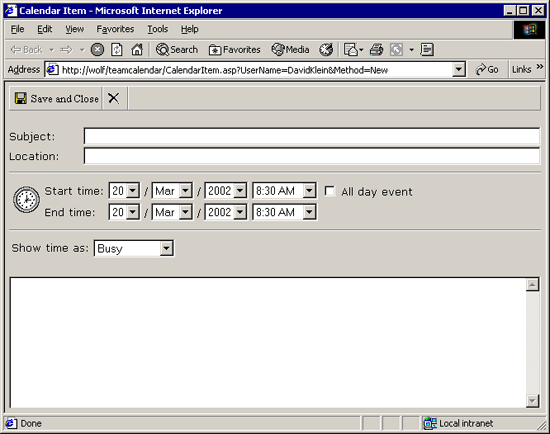 Calendar Item - Microsoft Internet Explorer
File Edit View Favorites Tools Help
Back Search Favorites Media
Address http://wolf/teamcalendar/CalendarItem.asp?UserName=DavidKlein&Method=New Go Links »
Save and Close
Subject:
Location:
Start time: 20 / Mar / 2002 8:30 AM All day event
End time: 20 / Mar / 2002 8:30 AM
Show time as: Busy
Done Local intranet